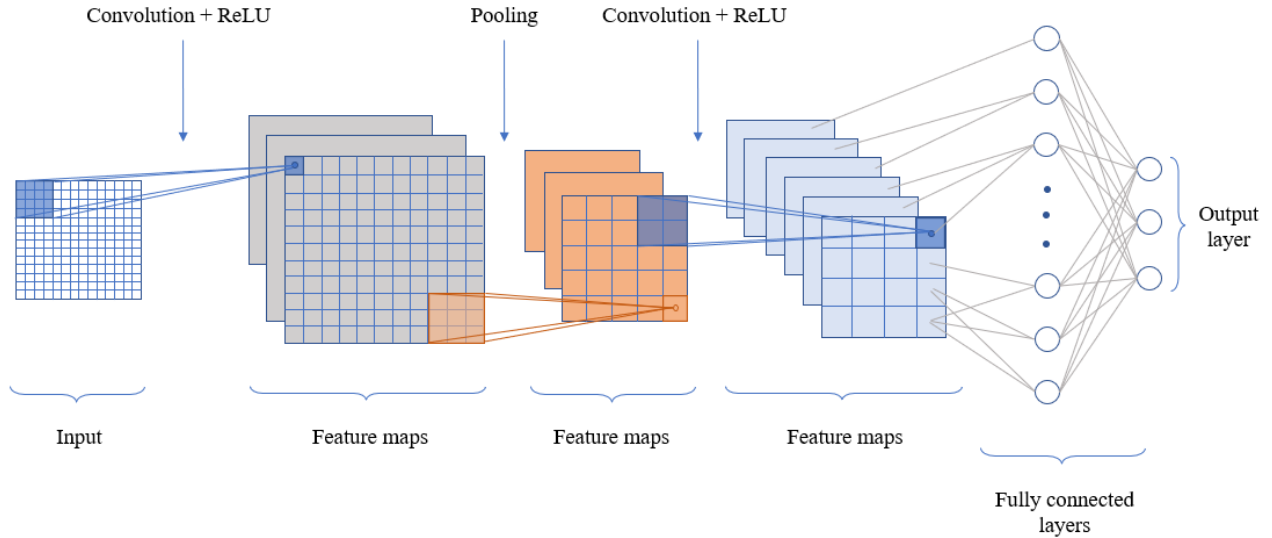 Convolution + ReLU
Pooling
Convolution + ReLU
Output
layer
Input
Feature maps
Feature maps
Feature maps
Fully connected
layers